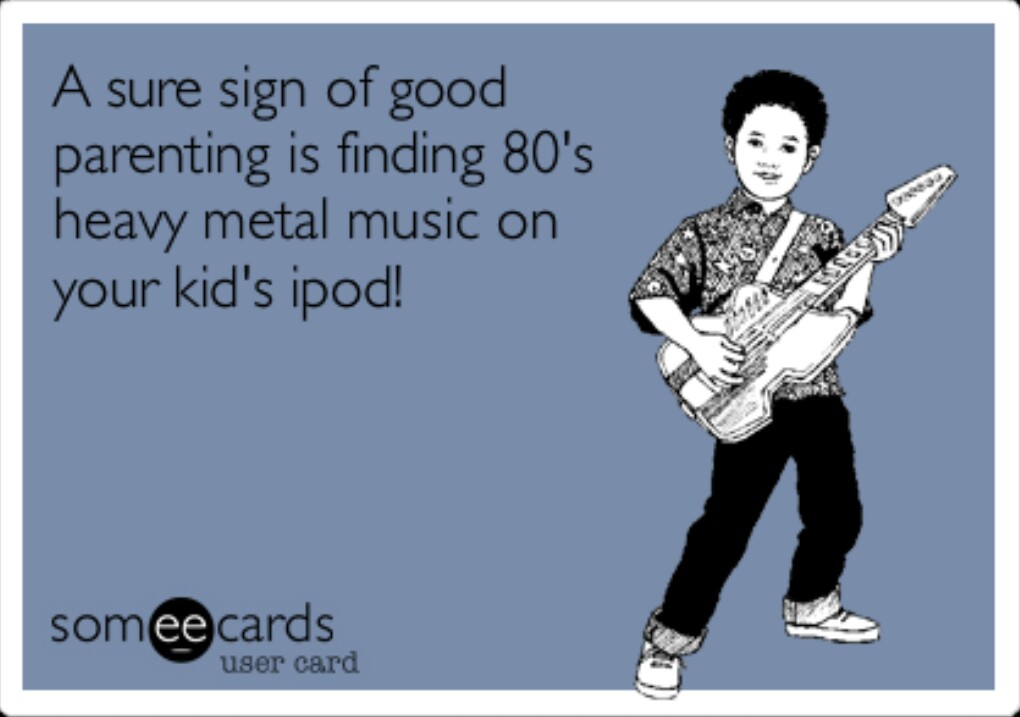 A sure sign of good
parenting is finding 80's
heavy metal music on
your kid's ipod!
someecards
user card